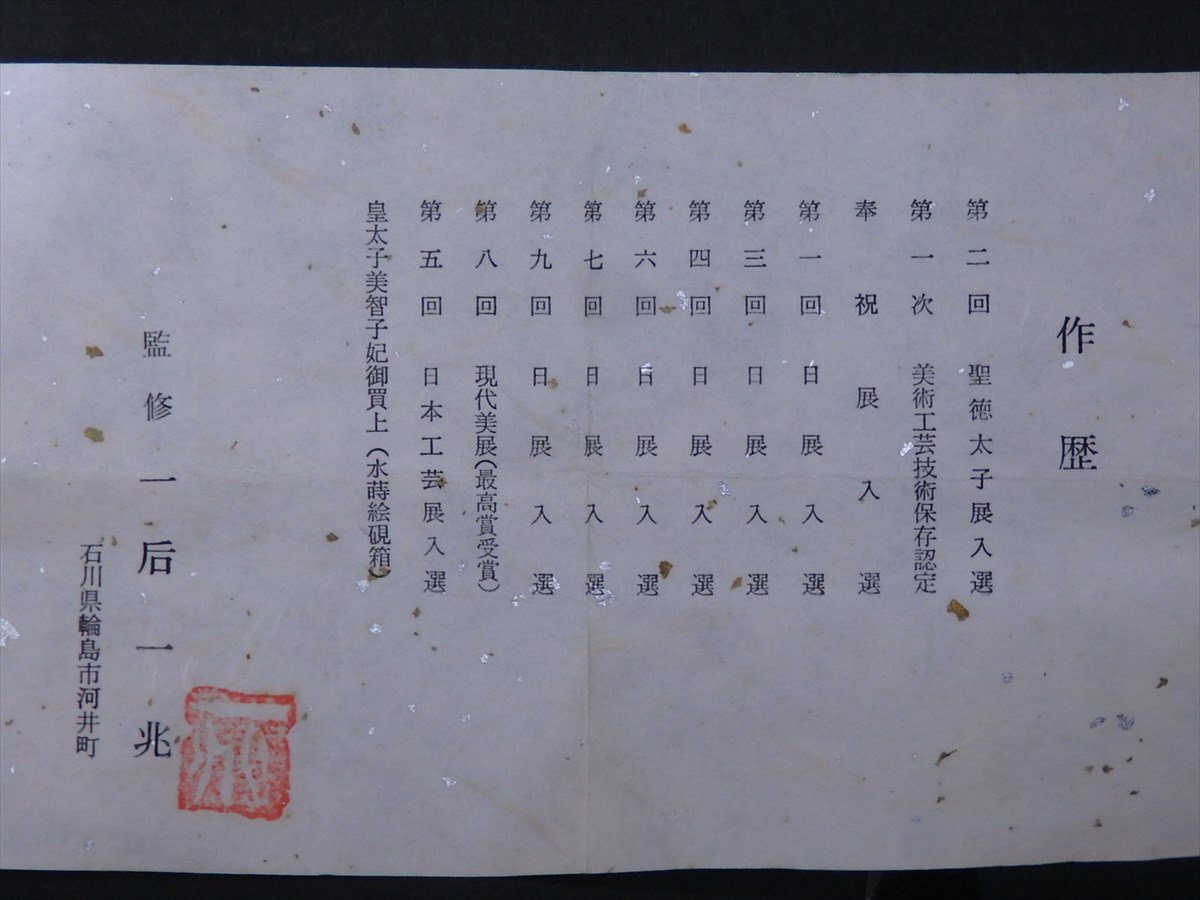 作歴
第二回 聖徳太子展入選
第一次 美術工芸技術保存認定
奉祝展入選
第一回 日展入選
第三回 日展入選
第四回 日展入選
第六回 日展入選
第七回 日展入選
第九回 日展入選
第八回 現代美展(最高賞受賞)
第五回 日本工芸展入選
皇太子美智子妃御買上(水蒔絵硯箱)
監修 一后一兆
石川県輪島市河井町